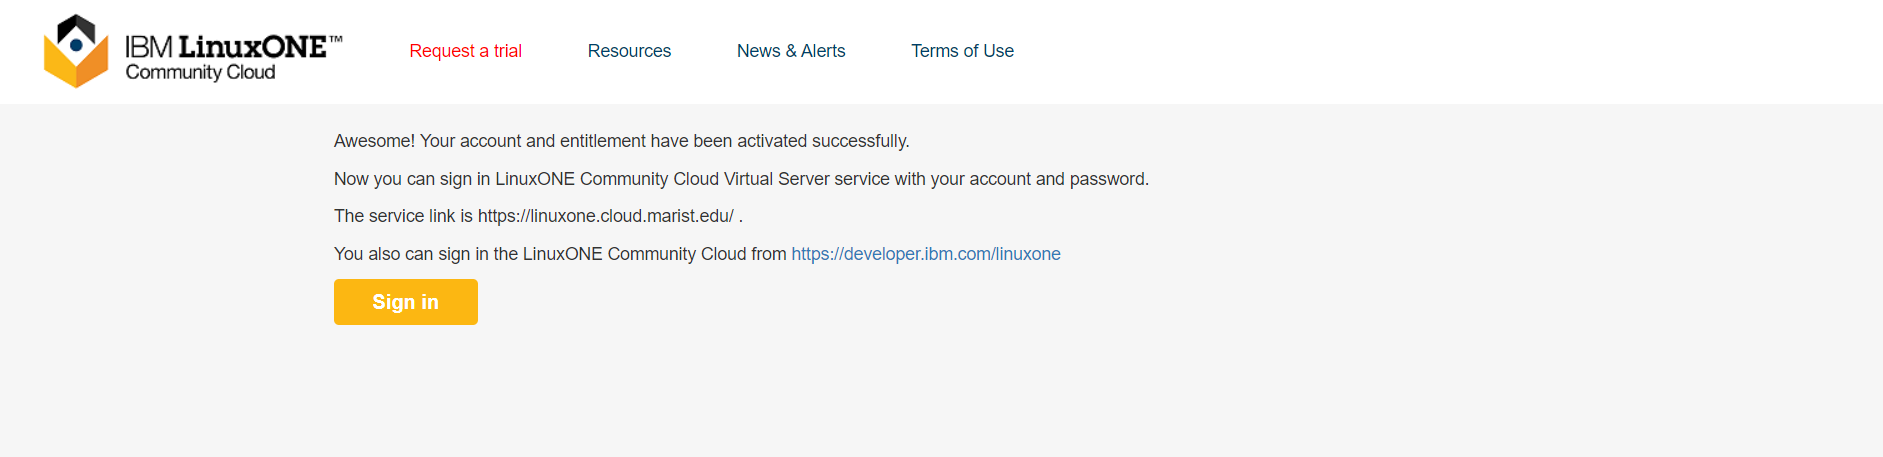 IBM LinuxONE™
Community Cloud
Request a trial
Resources
News & Alerts
Terms of Use
Awesome! Your account and entitlement have been activated successfully.
Now you can sign in LinuxONE Community Cloud Virtual Server service with your account and password.
The service link is https://linuxone.cloud.marist.edu/ .
You also can sign in the LinuxONE Community Cloud from https://developer.ibm.com/linuxone
Sign in